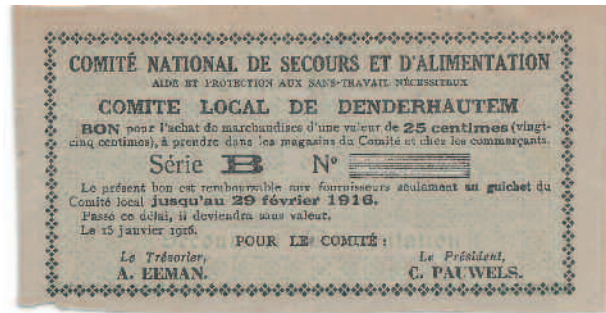 COMITÉ NATIONAL DE SECOURS ET D'ALIMENTATION
AIDE ET PROTECTION AUX SANS-TRAVAIL NÉCESSITEUX
COMITE LOCAL DE DENDERHAUTEM
BON pour l'achat de marchandises d'une valeur de 25 centimes (vingt-
cinq centimes), à prendre dans les magasins du Comité et chez les commerçants.
Série B Nº
Le présent bon est remboursable aux fournisseurs seulement au guichet du
Comité local jusqu'au 29 février 1916.
Passé ce délai, il deviendra sans valeur.
Le 15 janvier 1916.
POUR LE COMITÉ :
Le Trésorier, Le Président,
A. EEMAN. C. PAUWELS.